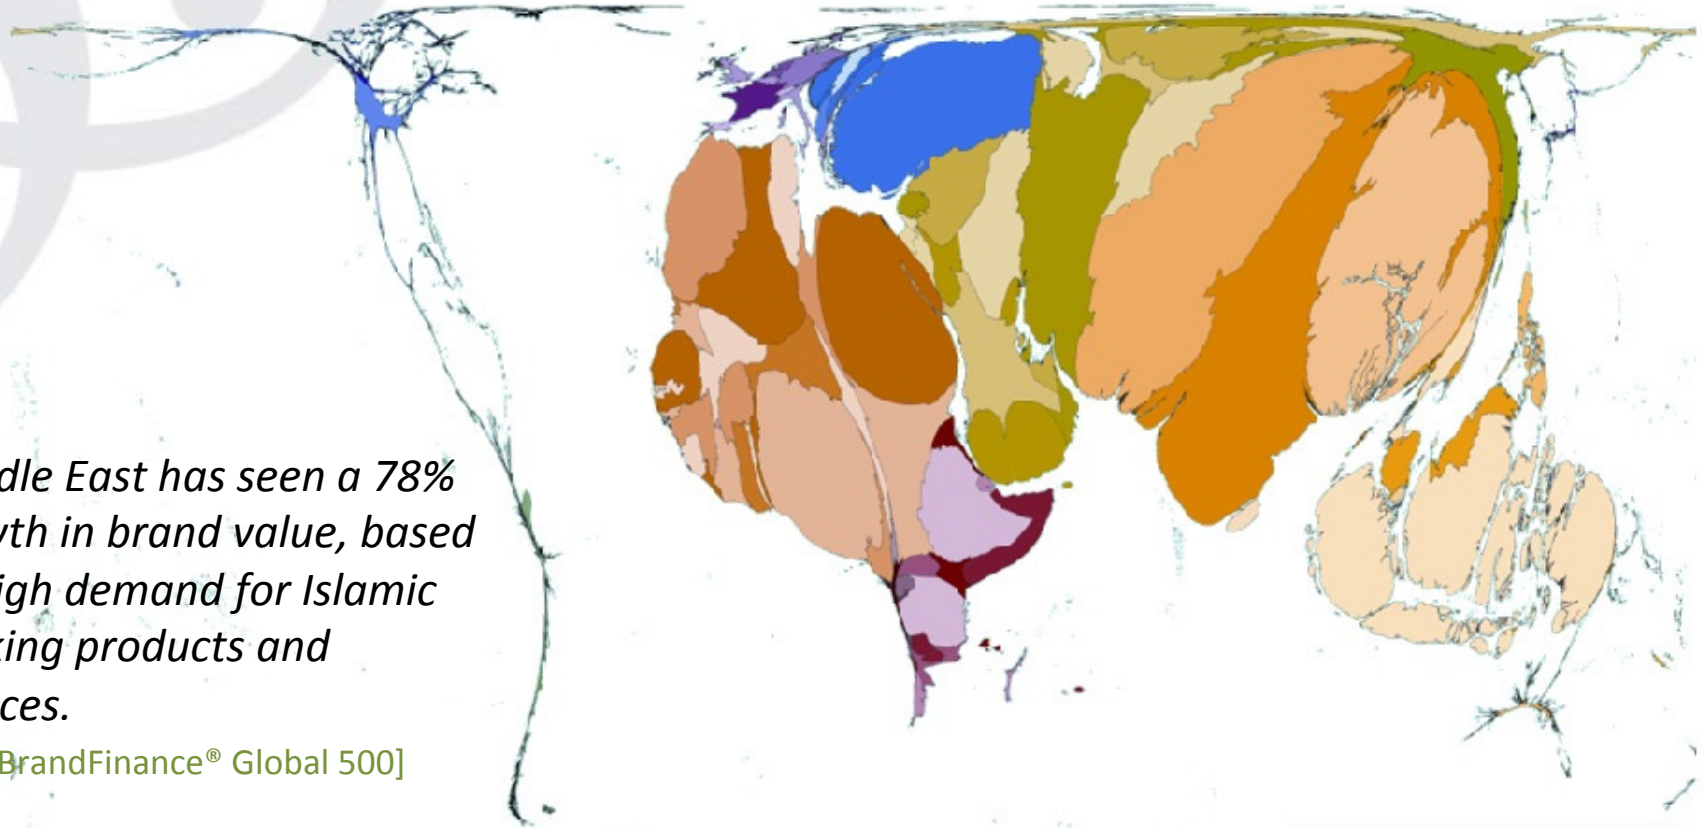 dle East has seen a 78%
th in brand value, based
igh demand for Islamic
king products and
ces.
BrandFinance® Global 500]